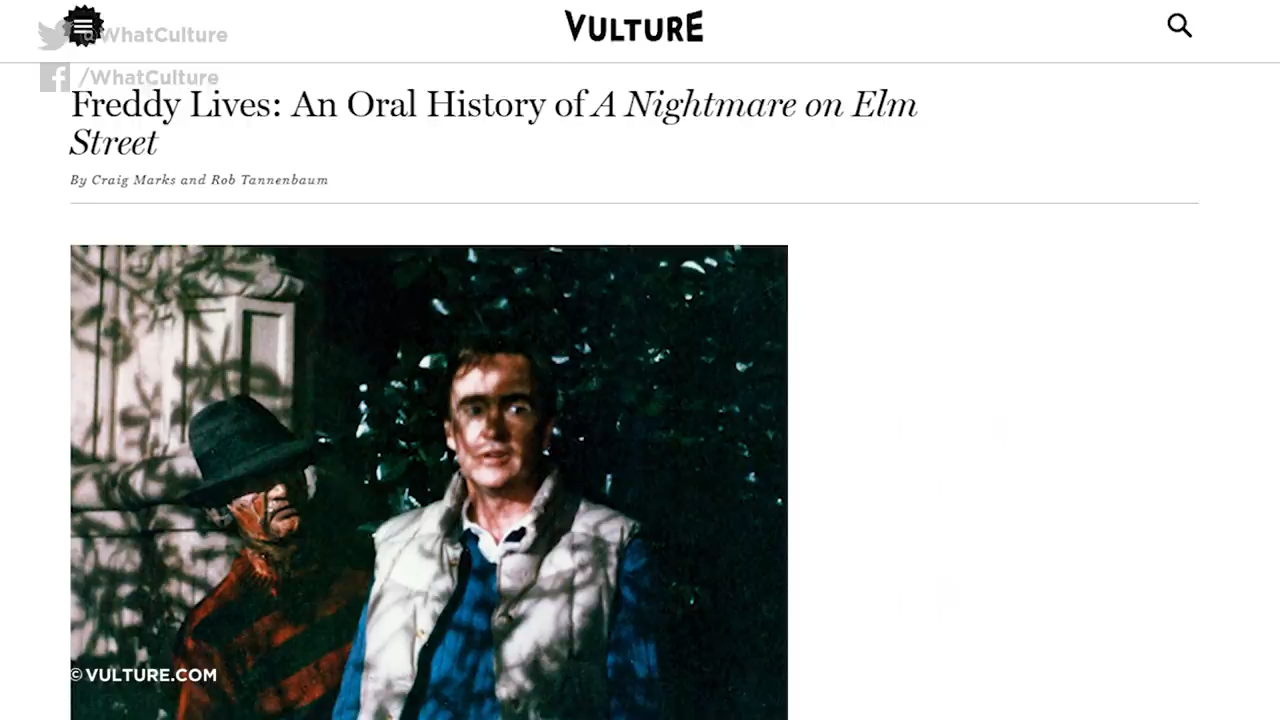 @WhatCulture
VULTURE
/WhatCulture
Freddy Lives: An Oral History of A Nightmare on Elm
Street
By Craig Marks and Rob Tannenbaum
© VULTURE.COM